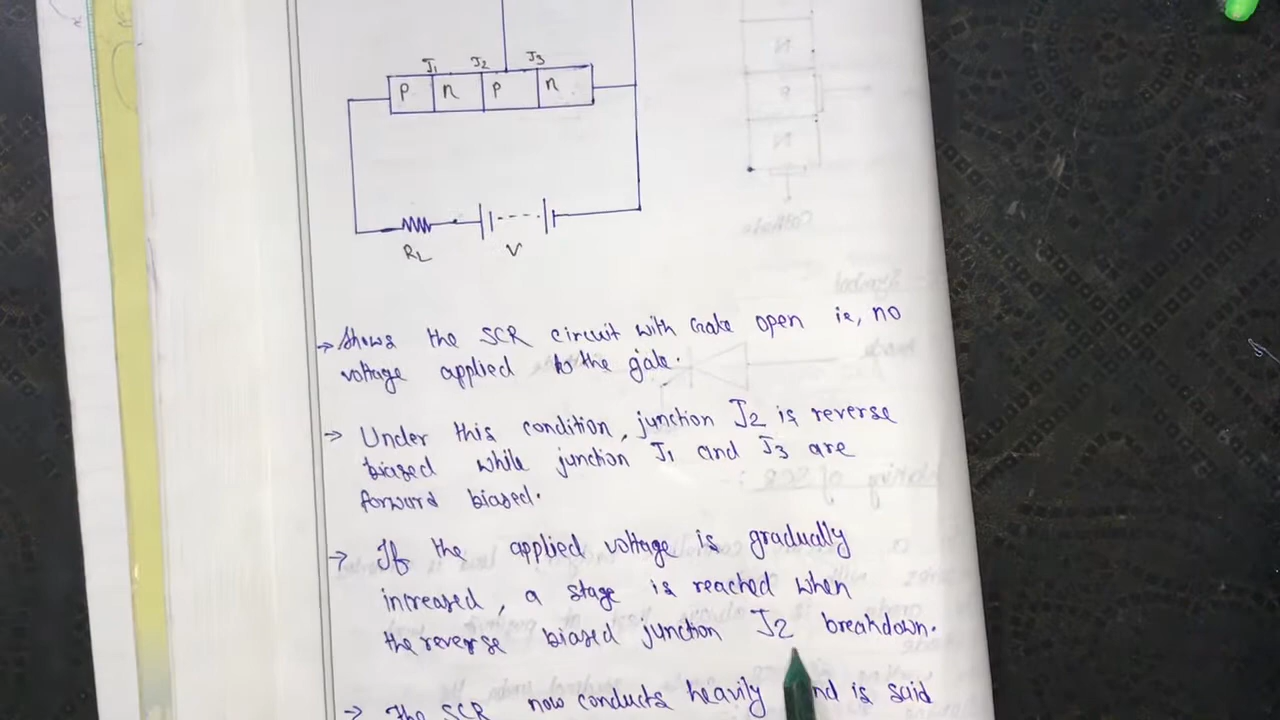 J1 J2 J3
P n P n
RL V
→ Shows the SCR circuit with Gate open ie, no
voltage applied to the gate.
→ Under this condition, junction J2 is reverse
biased while junction J1 and J3 are
forward biased.
→ If the applied voltage is gradually
increased, a stage is reached when
the reverse biased junction J2 breakdown.
→ The SCR now conducts heavily and is said